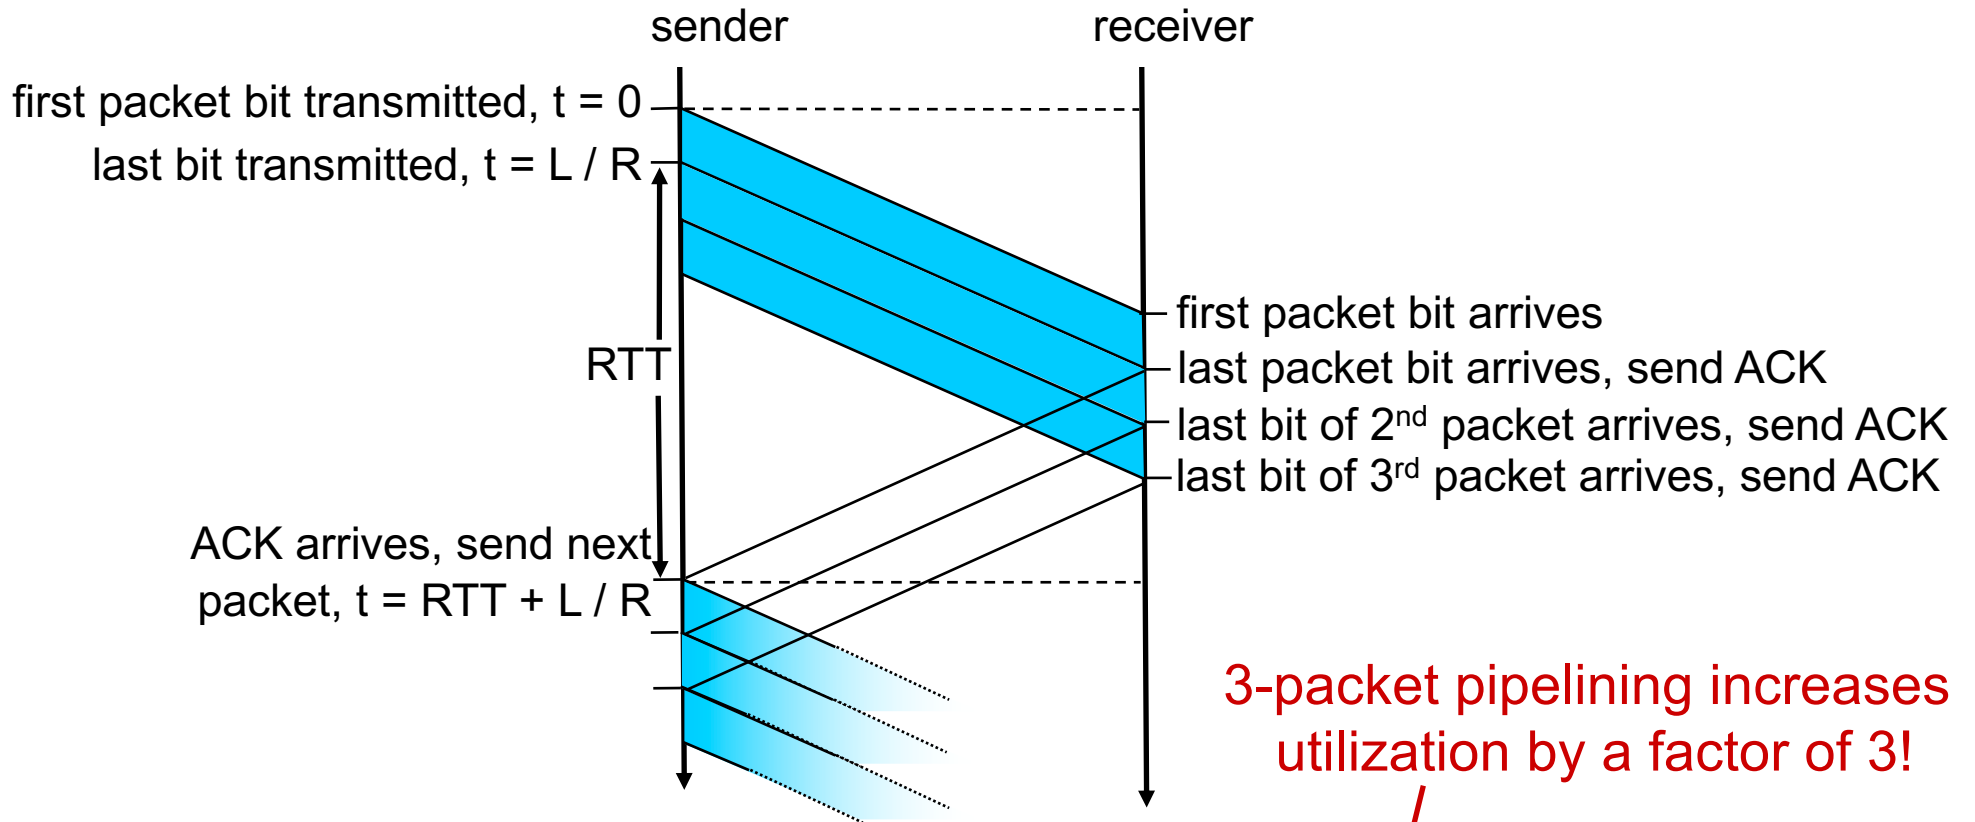 sender
receiver
first packet bit transmitted, t = 0
last bit transmitted, t = L / R
first packet bit arrives
RTT
last packet bit arrives, send ACK
last bit of 2nd packet arrives, send ACK
last bit of 3rd packet arrives, send ACK
ACK arrives, send next
packet, t = RTT + L / R
3-packet pipelining increases
utilization by a factor of 3!